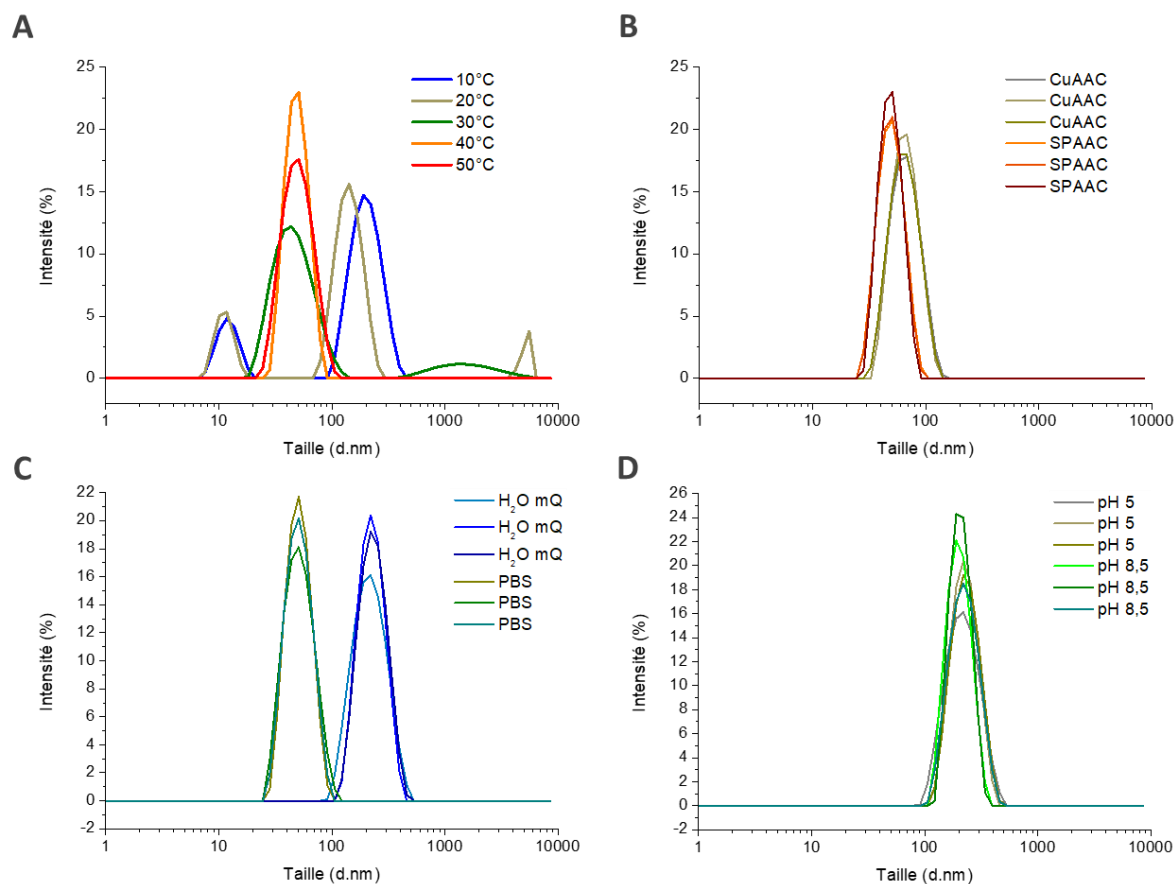 A
25
20
15
10
5
0
Intensité (%)
1
10
100
1000
10000
Taille (d.nm)
10°C
20°C
30°C
40°C
50°C
B
25
20
15
10
5
0
Intensité (%)
1
10
100
1000
10000
Taille (d.nm)
CuAAC
CuAAC
CuAAC
SPAAC
SPAAC
SPAAC
C
22
20
18
16
14
12
10
8
6
4
2
0
-2
Intensité (%)
1
10
100
1000
10000
Taille (d.nm)
H₂O mQ
H₂O mQ
H₂O mQ
PBS
PBS
PBS
D
26
24
22
20
18
16
14
12
10
8
6
4
2
0
-2
Intensité (%)
1
10
100
1000
10000
Taille (d.nm)
pH 5
pH 5
pH 5
pH 8,5
pH 8,5
pH 8,5